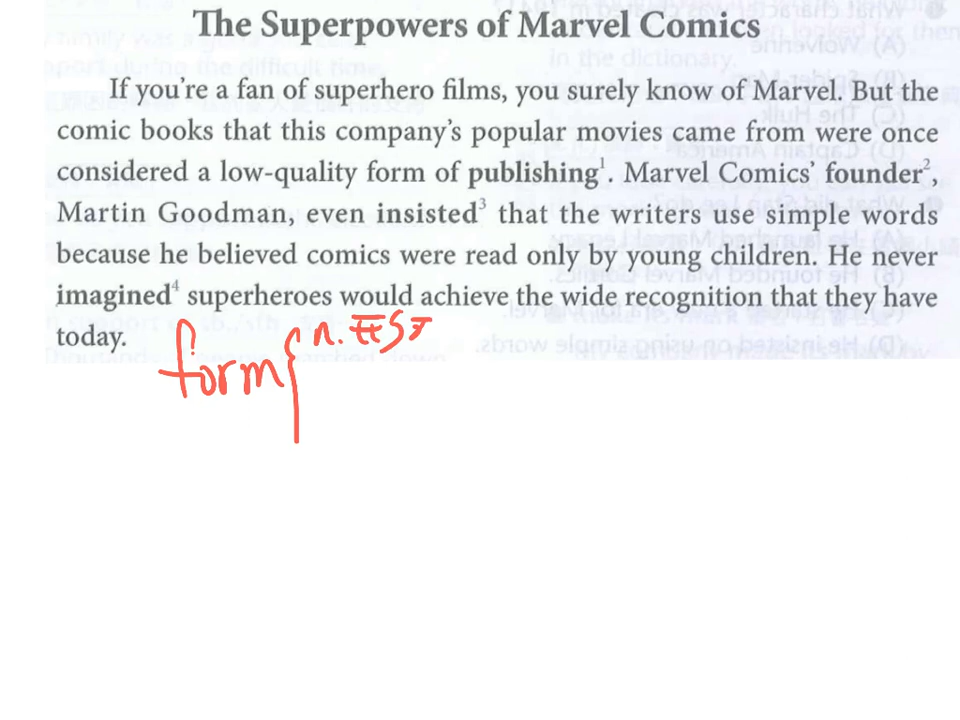 The Superpowers of Marvel Comics
If you're a fan of superhero films, you surely know of Marvel. But the
comic books that this company's popular movies came from were once
considered a low-quality form of publishing¹. Marvel Comics' founder²,
Martin Goodman, even insisted³ that the writers use simple words
because he believed comics were read only by young children. He never
imagined⁴ superheroes would achieve the wide recognition that they have
today.
form { n.